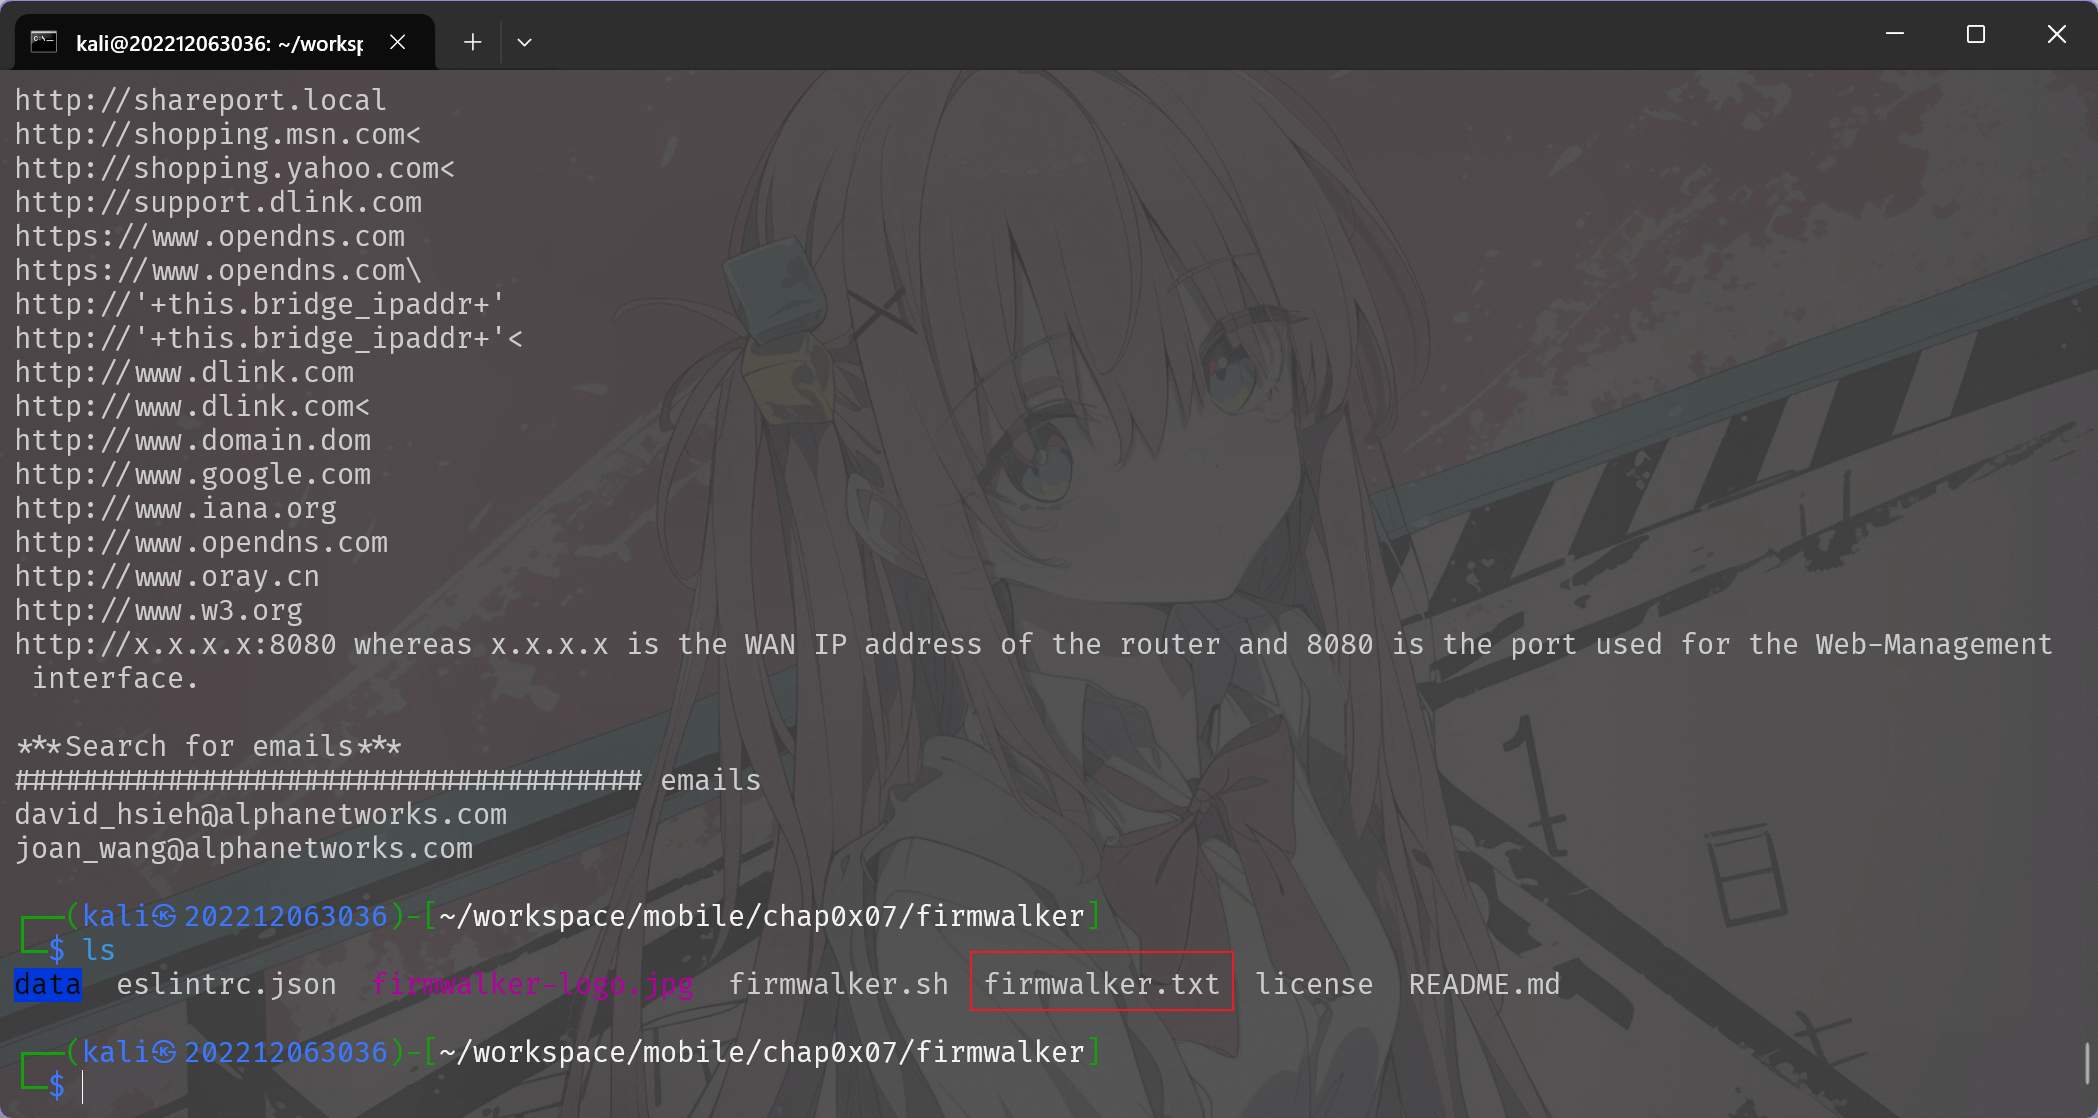 kali@202212063036: ~/worksp
http://shareport.local
http://shopping.msn.com<
http://shopping.yahoo.com<
http://support.dlink.com
https://www.opendns.com
https://www.opendns.com\
http://'+this.bridge_ipaddr+'
http://'+this.bridge_ipaddr+'<
http://www.dlink.com
http://www.dlink.com<
http://www.domain.dom
http://www.google.com
http://www.iana.org
http://www.opendns.com
http://www.oray.cn
http://www.w3.org
http://x.x.x.x:8080 whereas x.x.x.x is the WAN IP address of the router and 8080 is the port used for the Web-Management
 interface.
***Search for emails***
##################################### emails
david_hsieh@alphanetworks.com
joan_wang@alphanetworks.com
┌──(kali㉿202212063036)-[~/workspace/mobile/chap0x07/firmwalker]
└─$ ls
data  eslintrc.json  firmwalker-logo.jpg  firmwalker.sh  firmwalker.txt  license  README.md
┌──(kali㉿202212063036)-[~/workspace/mobile/chap0x07/firmwalker]
└─$
1